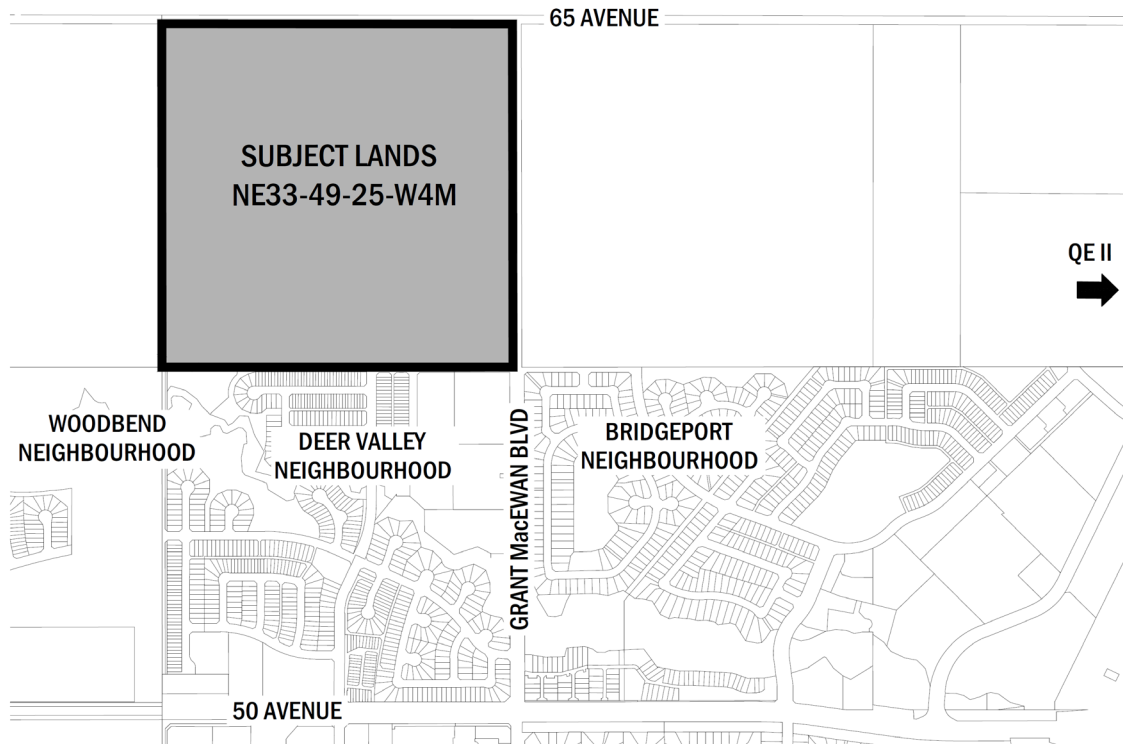 65 AVENUE
SUBJECT LANDS
NE33-49-25-W4M
QE II
WOODBEND
NEIGHBOURHOOD
DEER VALLEY
NEIGHBOURHOOD
GRANT MacEWAN BLVD
BRIDGEPORT
NEIGHBOURHOOD
50 AVENUE